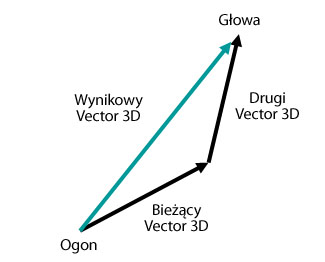 Głowa
Wynikowy
Vector 3D
Drugi
Vector 3D
Bieżący
Vector 3D
Ogon